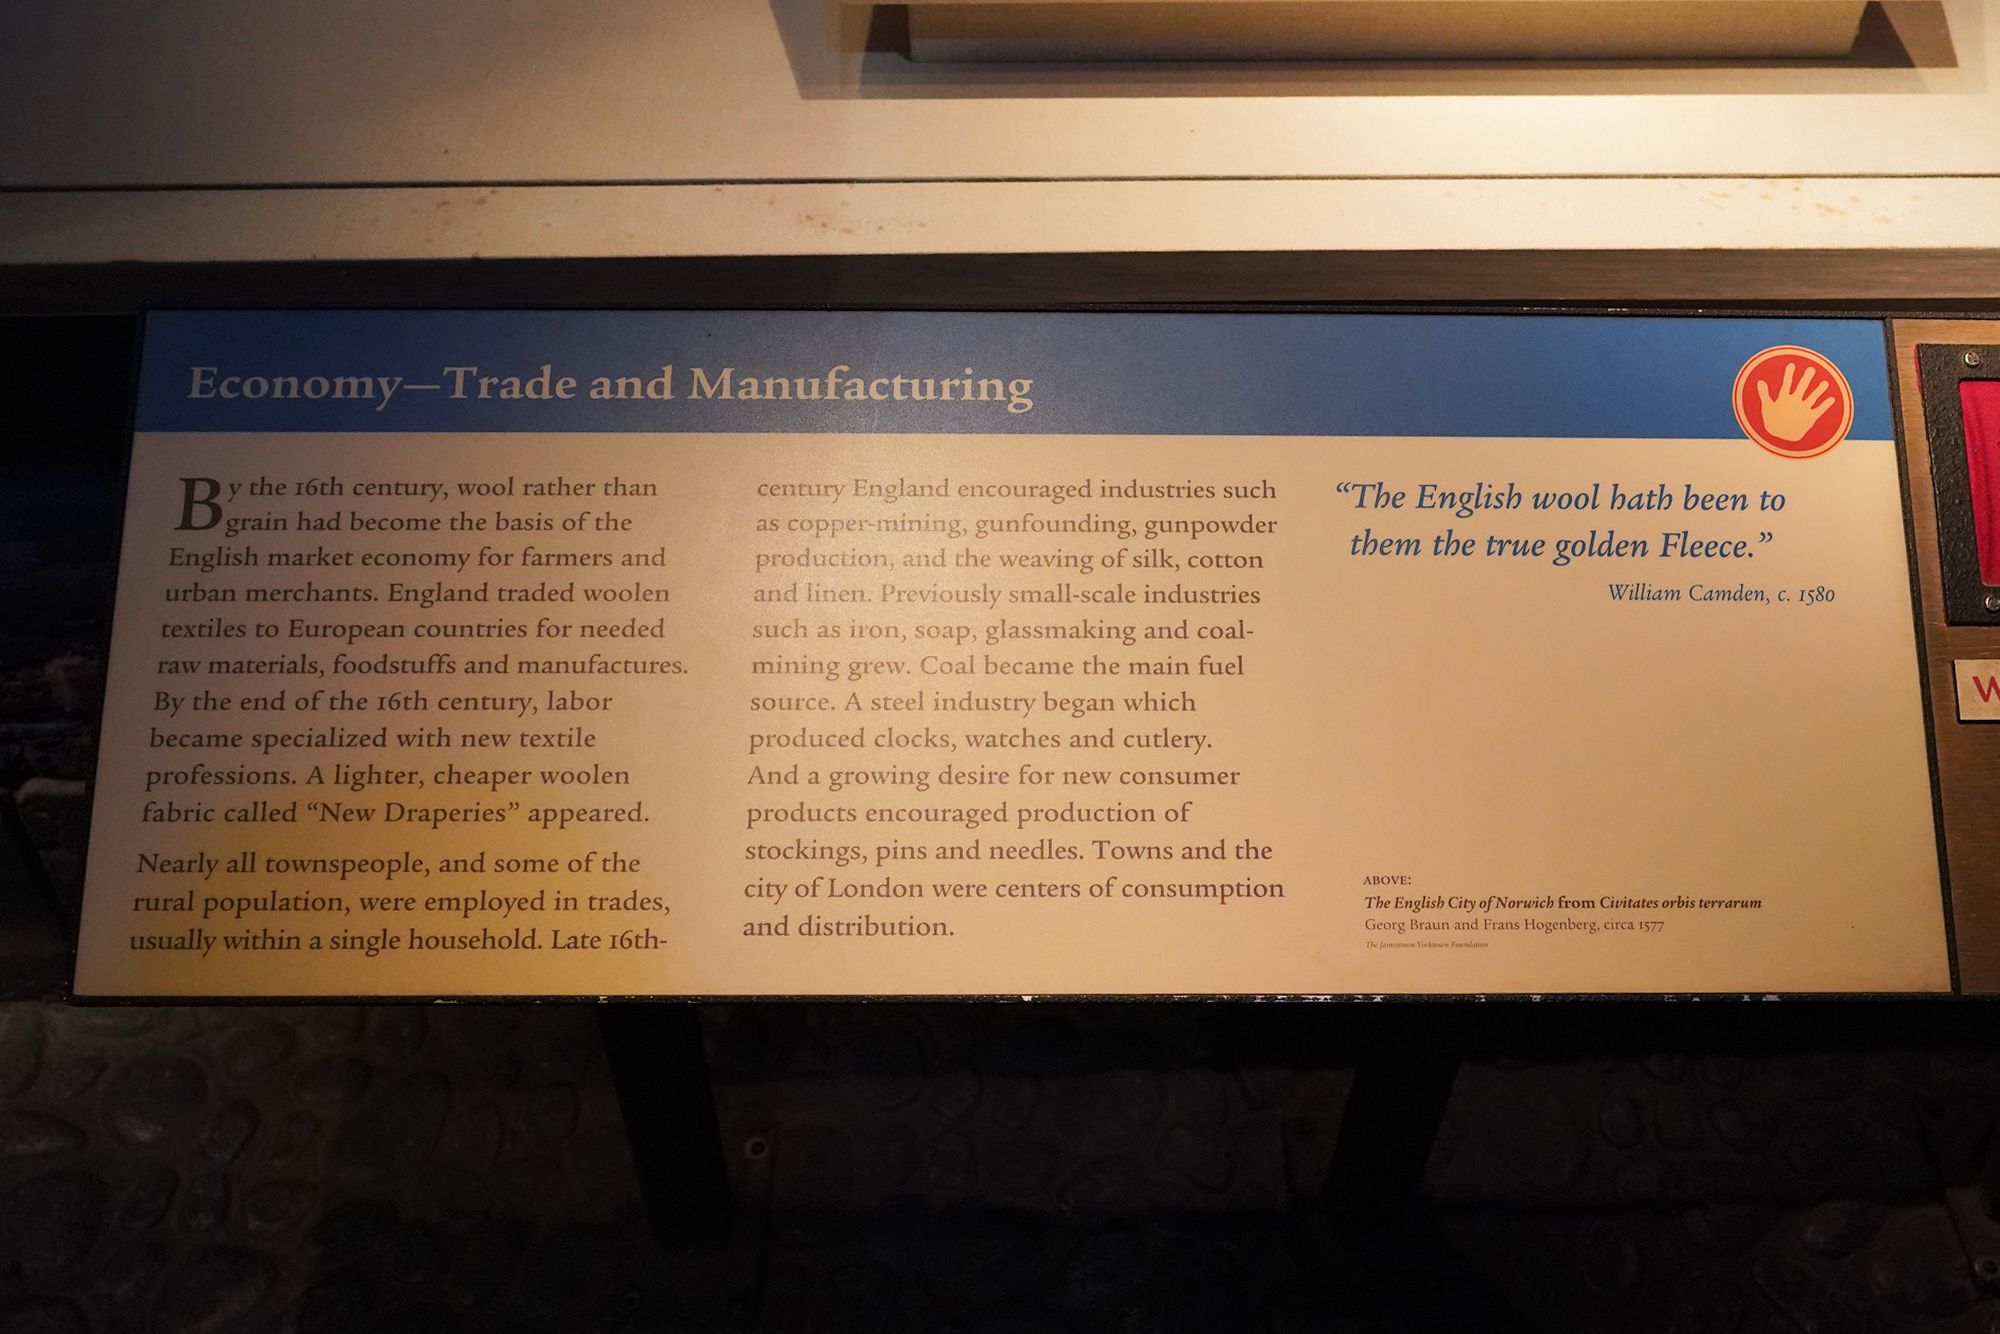 Economy—Trade and Manufacturing
By the 16th century, wool rather than
grain had become the basis of the
English market economy for farmers and
urban merchants. England traded woolen
textiles to European countries for needed
raw materials, foodstuffs and manufactures.
By the end of the 16th century, labor
became specialized with new textile
professions. A lighter, cheaper woolen
fabric called “New Draperies” appeared.
Nearly all townspeople, and some of the
rural population, were employed in trades,
usually within a single household. Late 16th-
century England encouraged industries such
as copper-mining, gunfounding, gunpowder
production, and the weaving of silk, cotton
and linen. Previously small-scale industries
such as iron, soap, glassmaking and coal-
mining grew. Coal became the main fuel
source. A steel industry began which
produced clocks, watches and cutlery.
And a growing desire for new consumer
products encouraged production of
stockings, pins and needles. Towns and the
city of London were centers of consumption
and distribution.
“The English wool hath been to
them the true golden Fleece.”
William Camden, c. 1580
ABOVE:
The English City of Norwich from Civitates orbis terrarum
Georg Braun and Frans Hogenberg, circa 1577
The Jamestown Yorktown Foundation